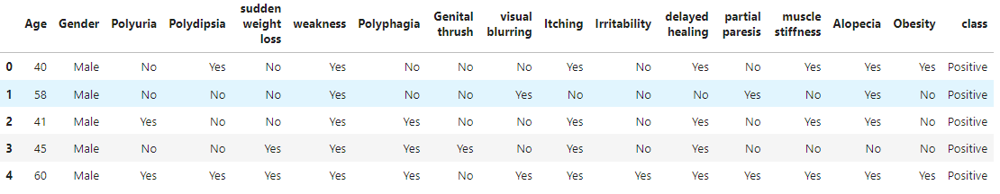 Age Gender Polyuria Polydipsia sudden weight loss weakness Polyphagia Genital thrush visual blurring Itching Irritability delayed healing partial paresis muscle stiffness Alopecia Obesity class
0 40 Male No Yes No Yes No No No Yes No Yes No Yes Yes Yes Positive
1 58 Male No No No Yes No No Yes No No No Yes No Yes No Positive
2 41 Male Yes No No Yes Yes No No Yes No Yes No Yes Yes No Positive
3 45 Male No No Yes Yes Yes Yes No Yes No Yes No No No No Positive
4 60 Male Yes Yes Yes Yes Yes No Yes Yes Yes Yes Yes Yes Yes Yes Positive